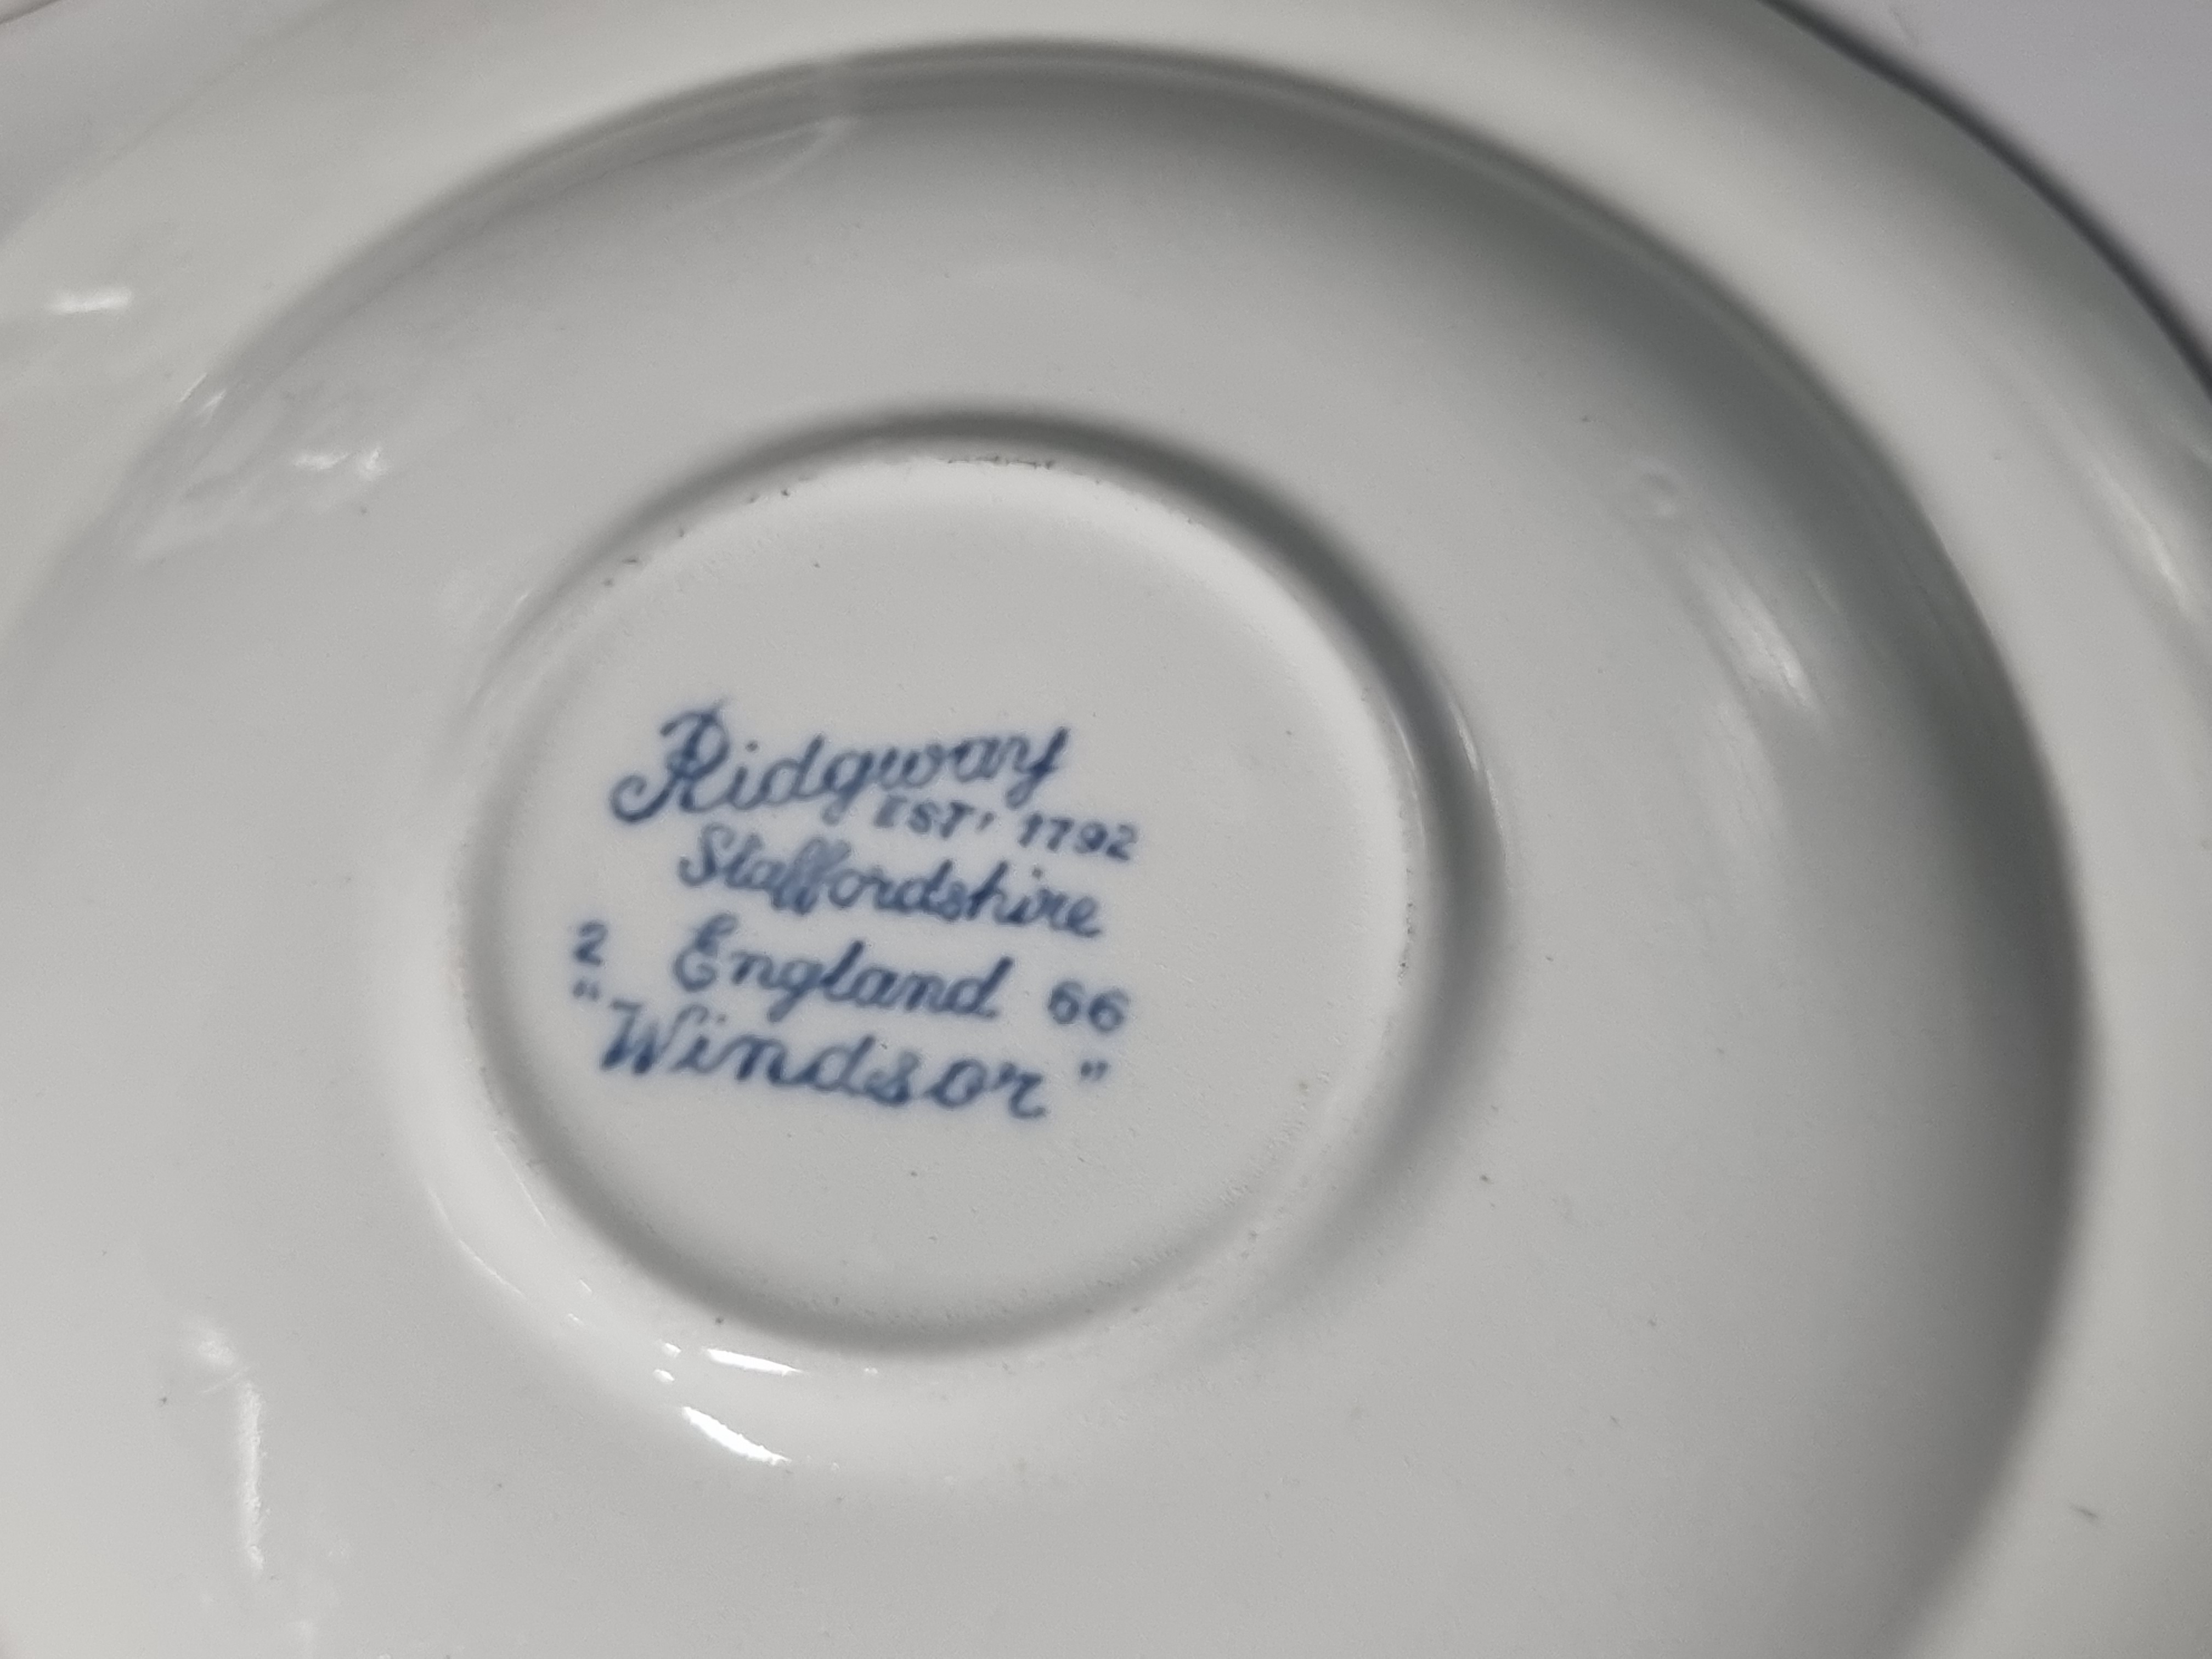 Ridgway
EST, 1792
Staffordshire
2 England 66
"Windsor"